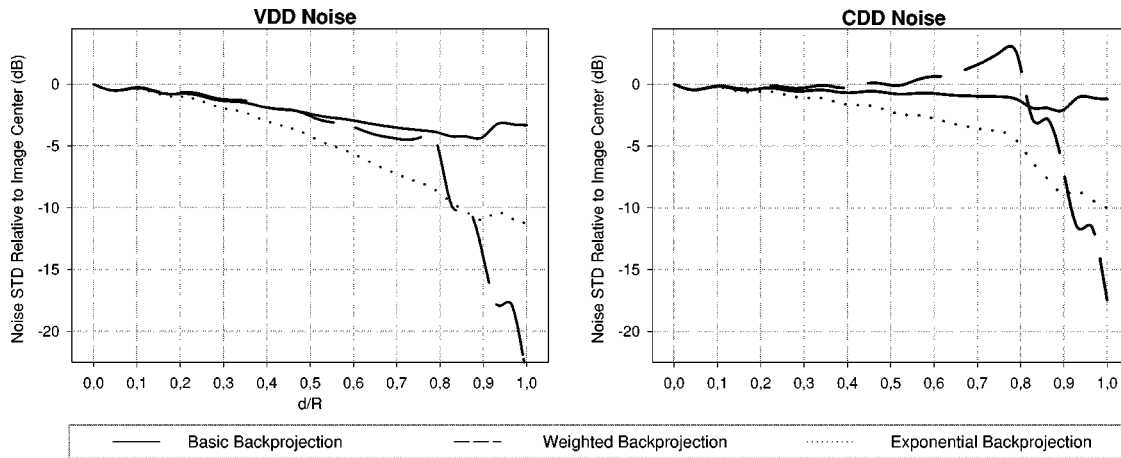 VDD Noise
Noise STD Relative to Image Center (dB)
0
-5
-10
-15
-20
0,0 0,1 0,2 0,3 0,4 0,5 0,6 0,7 0,8 0,9 1,0
d/R
CDD Noise
Noise STD Relative to Image Center (dB)
0
-5
-10
-15
-20
0,0 0,1 0,2 0,3 0,4 0,5 0,6 0,7 0,8 0,9 1,0
Basic Backprojection Weighted Backprojection Exponential Backprojection